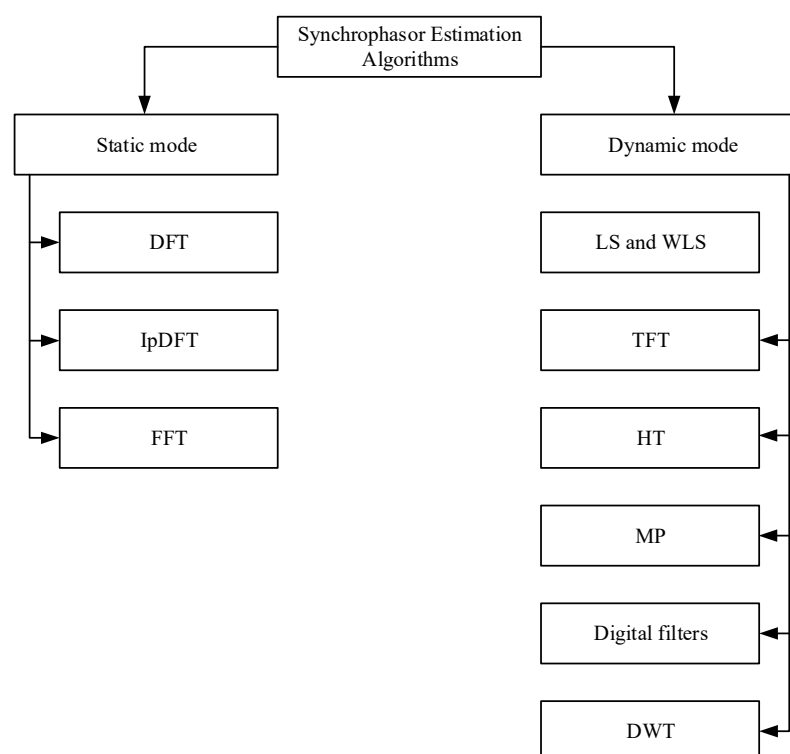 Synchrophasor Estimation
Algorithms
Static mode
Dynamic mode
DFT
LS and WLS
IpDFT
TFT
FFT
HT
MP
Digital filters
DWT